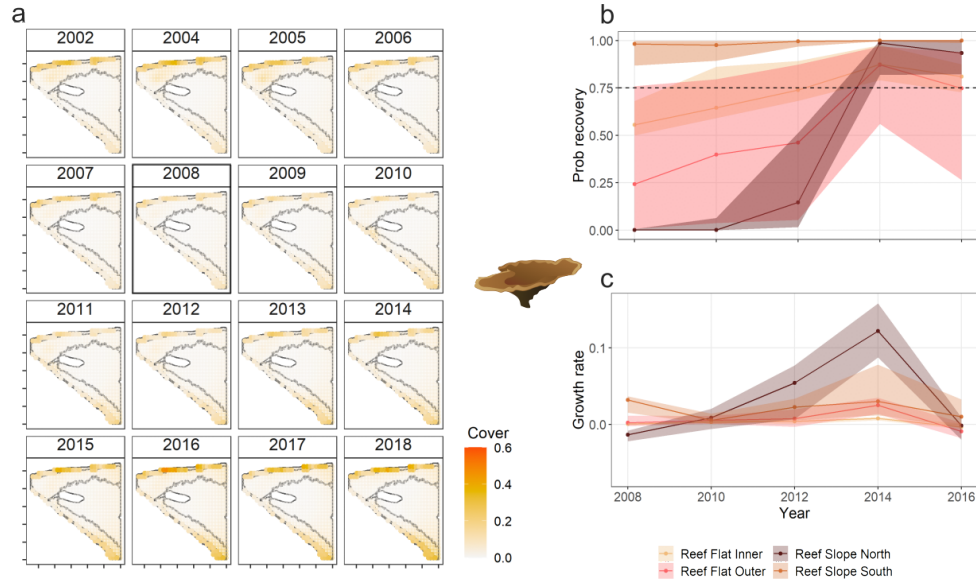 a
2002 2004 2005 2006
2007 2008 2009 2010
2011 2012 2013 2014
2015 2016 2017 2018
Cover
0.6
0.4
0.2
0.0
b
Prob recovery
1.00
0.75
0.50
0.25
0.00
c
Growth rate
0.1
0.0
2008 2010 2012 2014 2016
Year
Reef Flat Inner Reef Slope North
Reef Flat Outer Reef Slope South